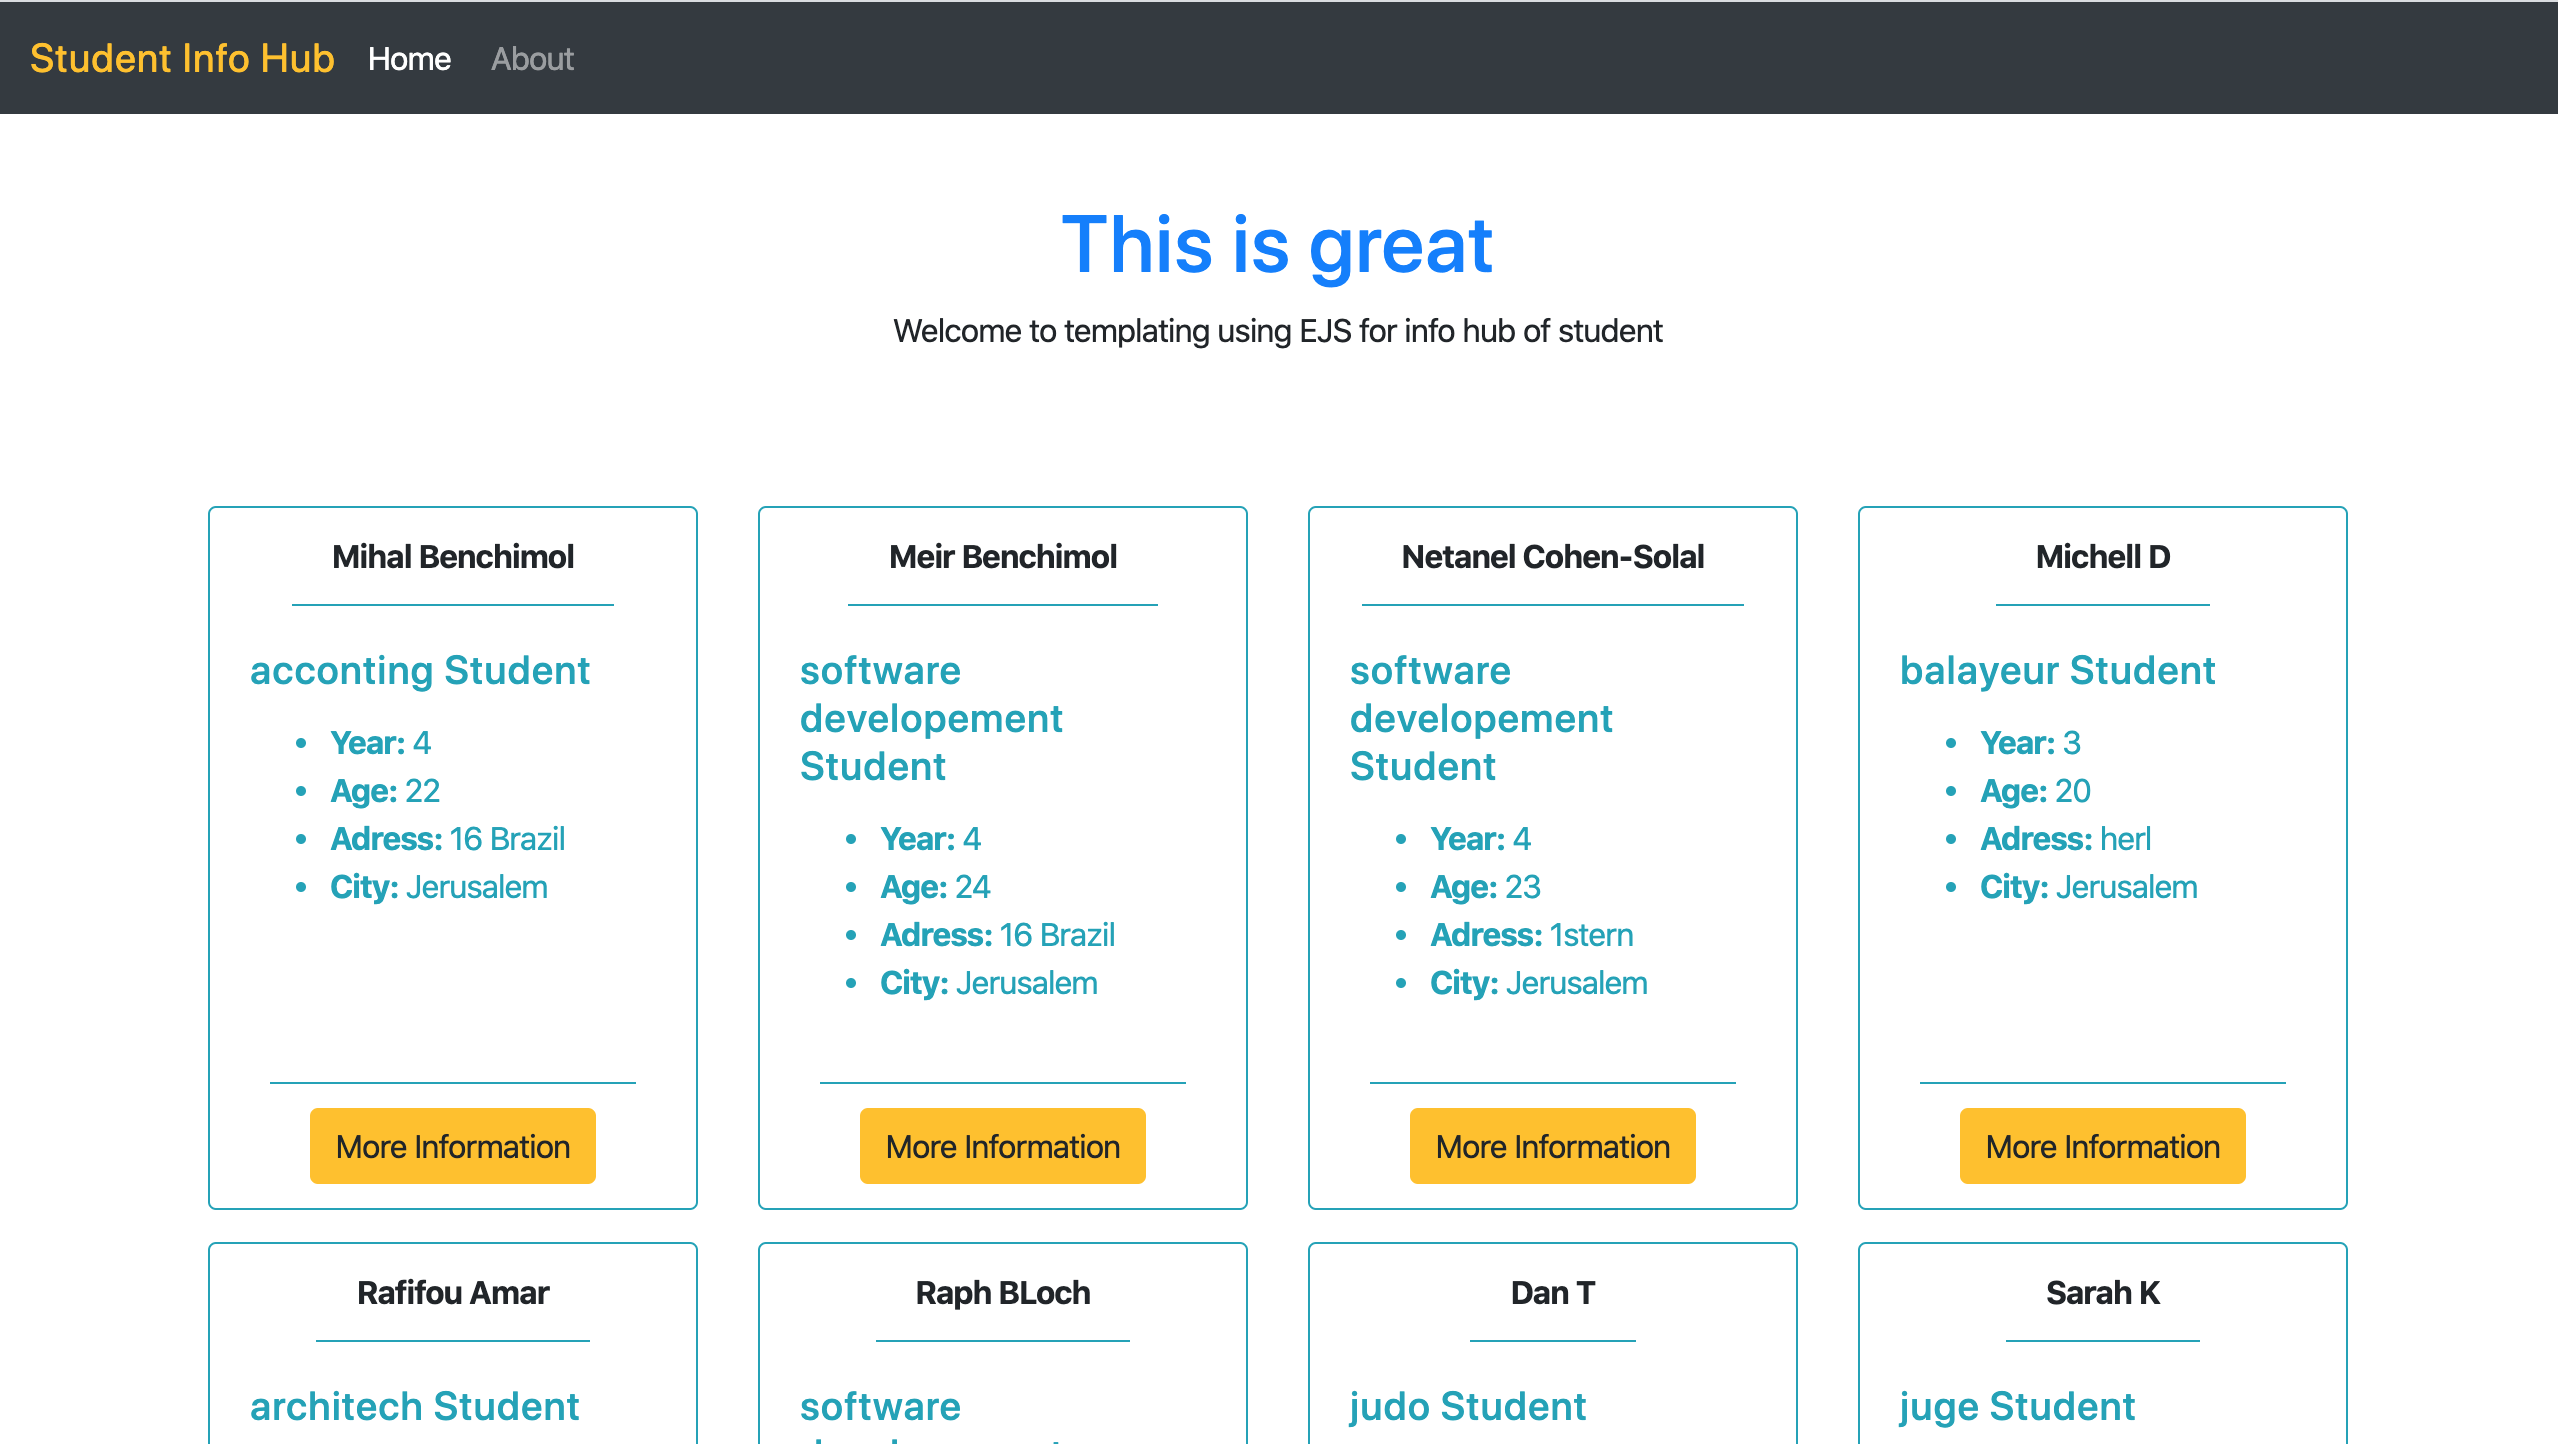 Student Info Hub Home About
This is great
Welcome to templating using EJS for info hub of student
Mihal Benchimol
acconting Student
Year: 4
Age: 22
Adress: 16 Brazil
City: Jerusalem
More Information
Meir Benchimol
software
developement
Student
Year: 4
Age: 24
Adress: 16 Brazil
City: Jerusalem
More Information
Netanel Cohen-Solal
software
developement
Student
Year: 4
Age: 23
Adress: 1stern
City: Jerusalem
More Information
Michell D
balayeur Student
Year: 3
Age: 20
Adress: herl
City: Jerusalem
More Information
Rafifou Amar
architech Student
Raph BLoch
software
Dan T
judo Student
Sarah K
juge Student